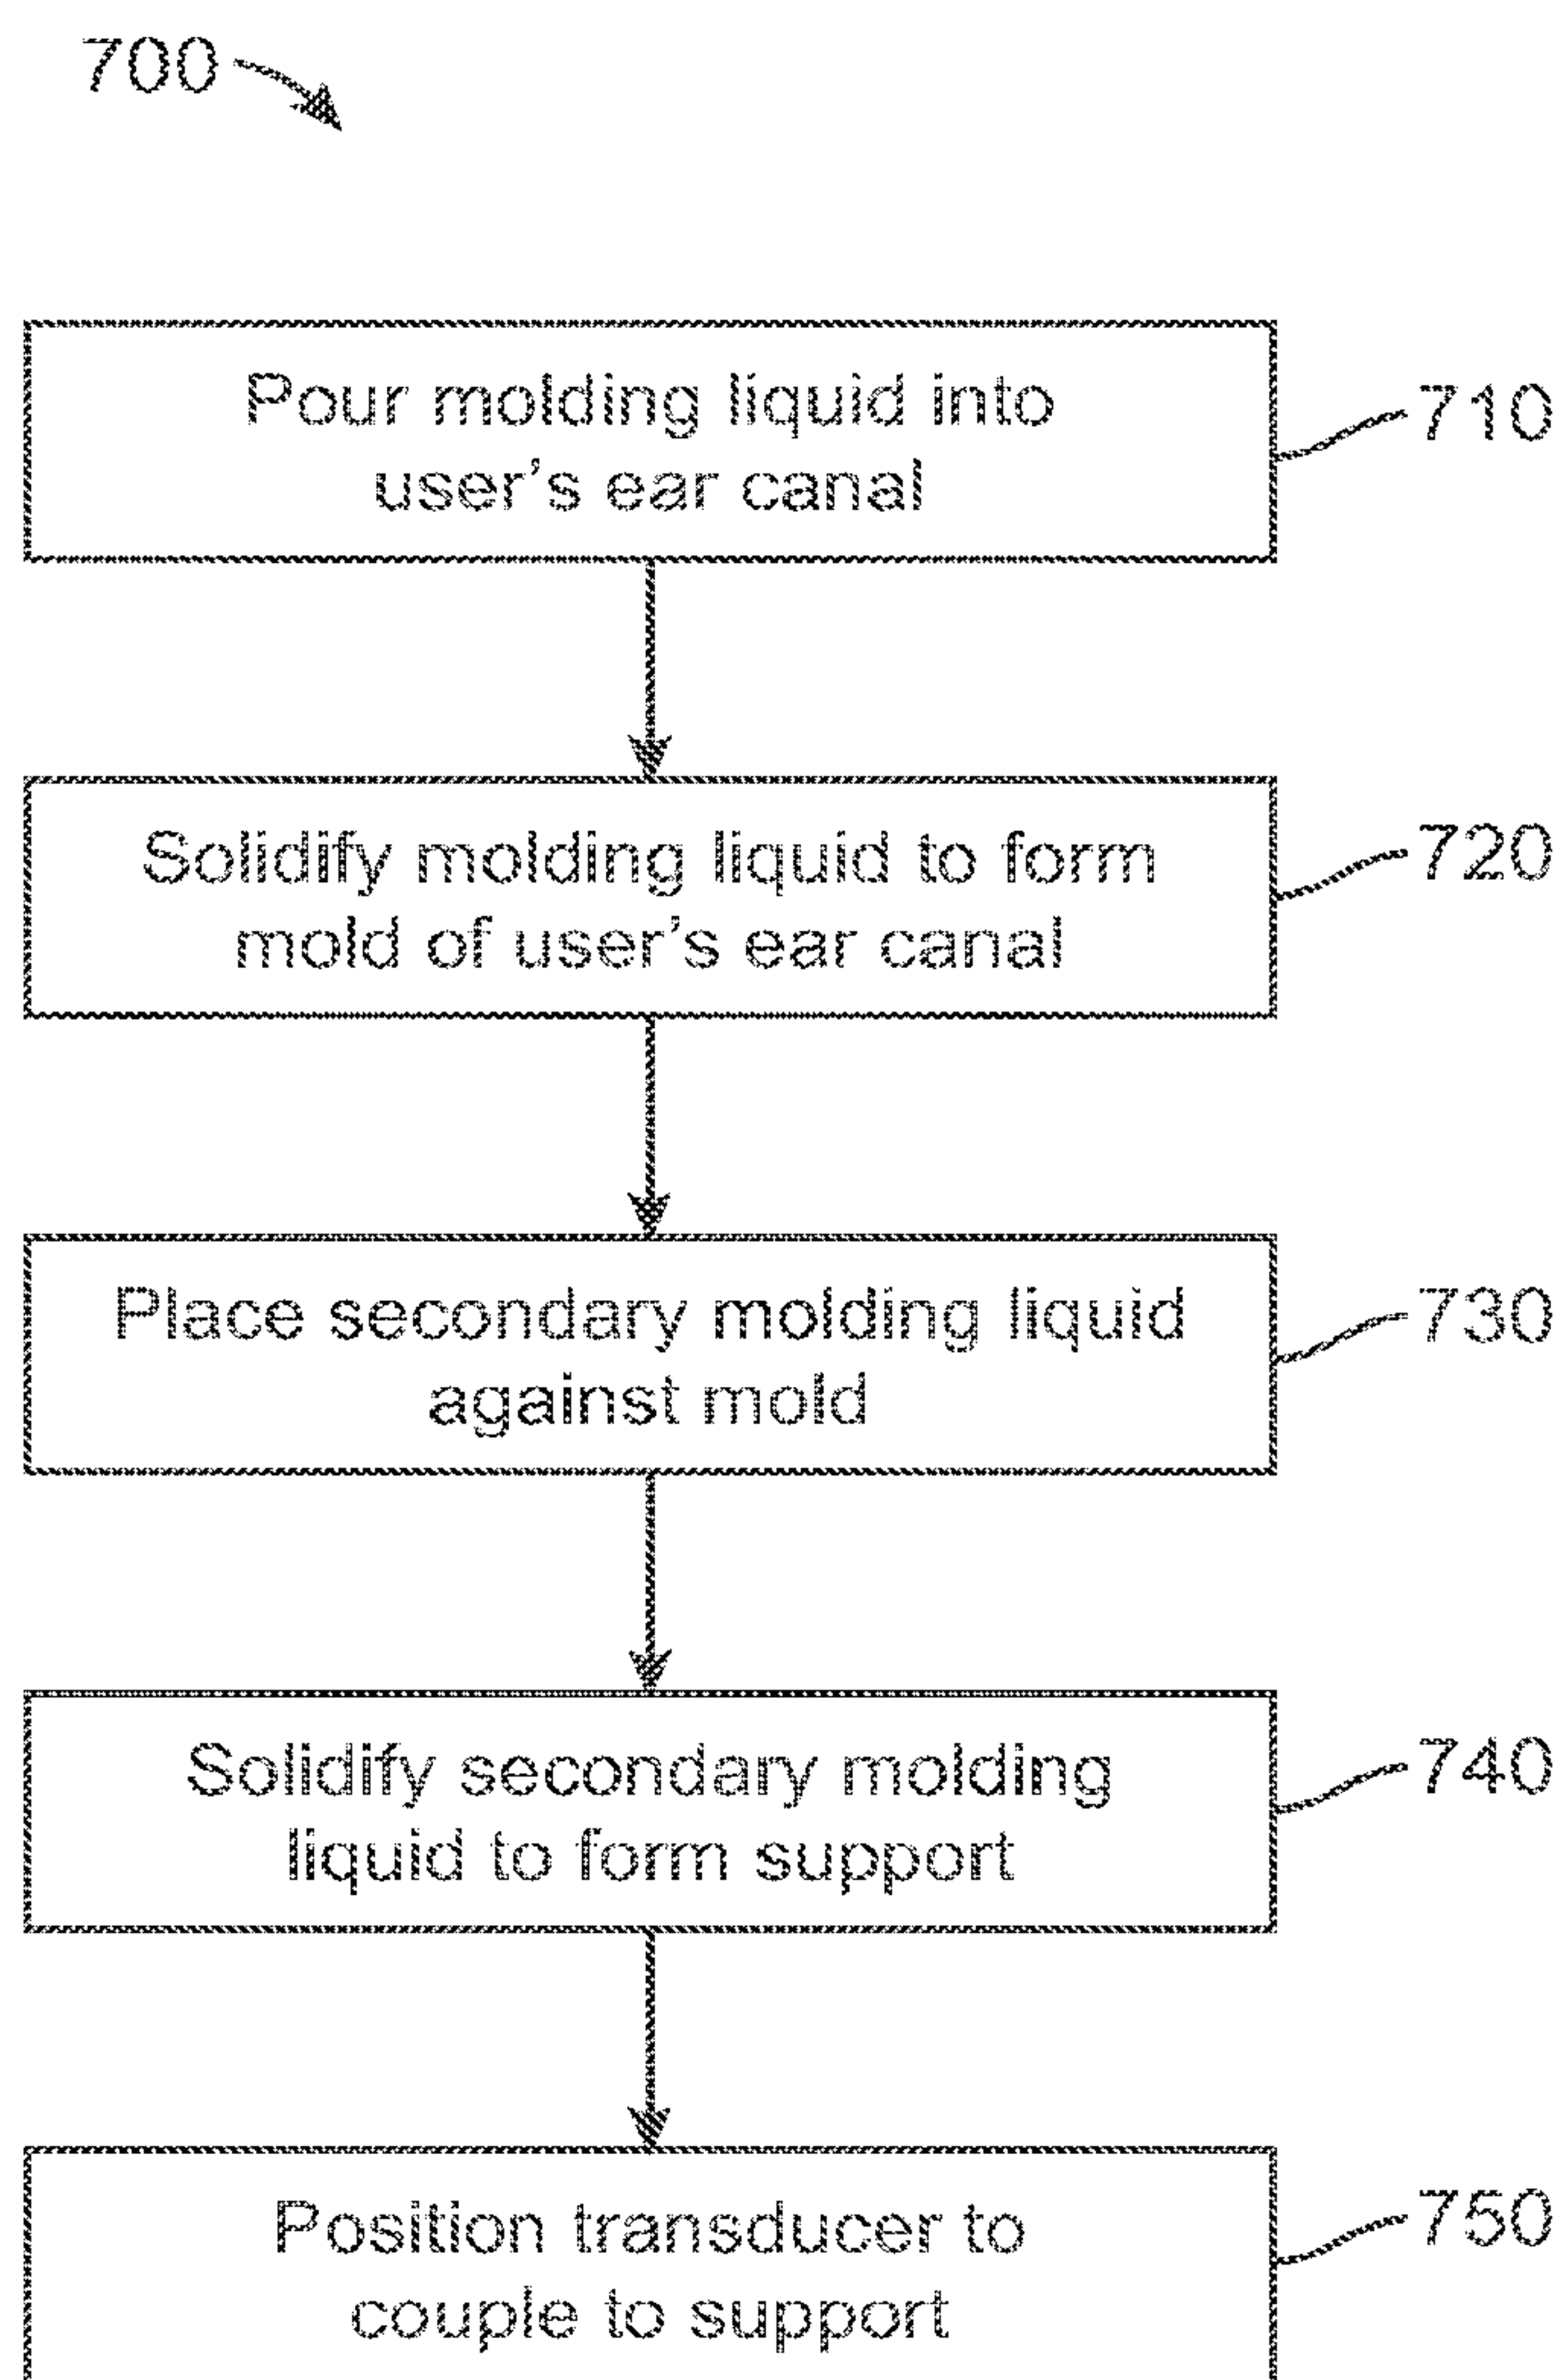 700
Pour molding liquid into
user's ear canal
710
Solidify molding liquid to form
mold of user's ear canal
720
Place secondary molding liquid
against mold
730
Solidify secondary molding
liquid to form support
740
Position transducer to
couple to support
750